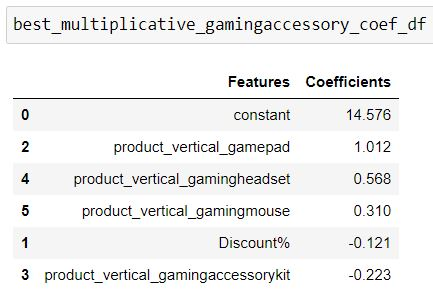 best_multiplicative_gamingaccessory_coef_df
Features Coefficients
0 constant 14.576
2 product_vertical_gamepad 1.012
4 product_vertical_gamingheadset 0.568
5 product_vertical_gamingmouse 0.310
1 Discount% -0.121
3 product_vertical_gamingaccessorykit -0.223